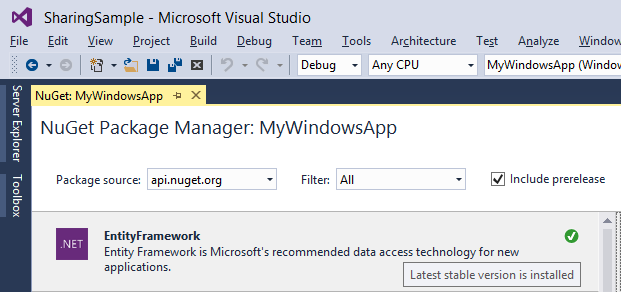 SharingSample - Microsoft Visual Studio
File Edit View Project Build Debug Team Tools Architecture Test Analyze Window
Debug Any CPU MyWindowsApp (Windo
Server Explorer
Toolbox
NuGet: MyWindowsApp
NuGet Package Manager: MyWindowsApp
Package source: api.nuget.org Filter: All Include prerelease
.NET
EntityFramework
Entity Framework is Microsoft's recommended data access technology for new
applications.
Latest stable version is installed